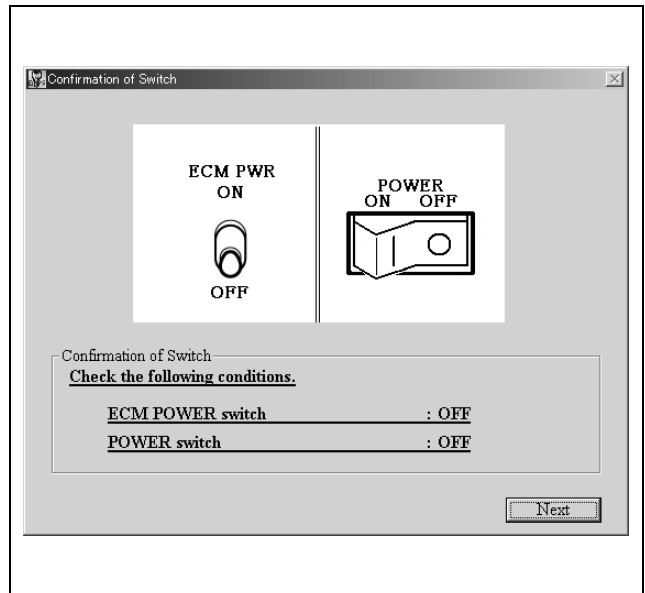 Confirmation of Switch
ECM PWR
ON
OFF
POWER
ON OFF
Confirmation of Switch
Check the following conditions.
ECM POWER switch : OFF
POWER switch : OFF
Next